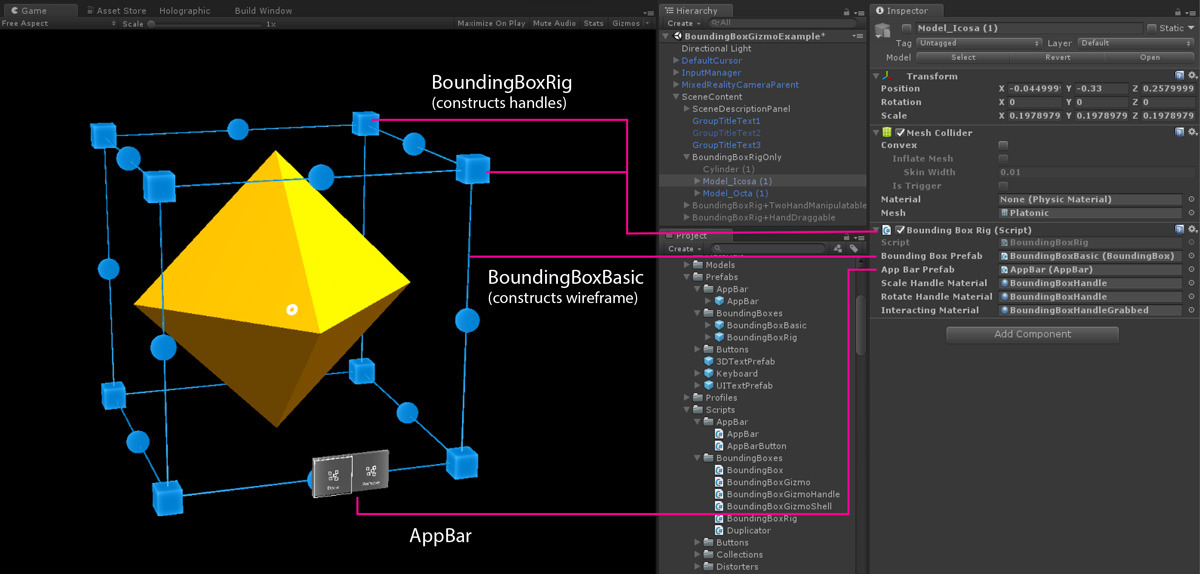 Game
Asset Store
Holographic
Build Window
Free Aspect
Scale
1x
Maximize On Play
Mute Audio
Stats
Gizmos
BoundingBoxRig
(constructs handles)
BoundingBoxBasic
(constructs wireframe)
AppBar
Done
Remove
Hierarchy
Create
All
BoundingBoxGizmoExample*
Directional Light
DefaultCursor
InputManager
MixedRealityCameraParent
SceneContent
SceneDescriptionPanel
GroupTitleText1
GroupTitleText2
GroupTitleText3
BoundingBoxRigOnly
Cylinder (1)
Model_Icosa (1)
Model_Octa (1)
BoundingBoxRig+TwoHandManipulatable
BoundingBoxRig+HandDraggable
Project
Create
Models
Prefabs
AppBar
AppBar
BoundingBoxes
BoundingBoxBasic
BoundingBoxRig
Buttons
3DTextPrefab
Keyboard
UITextPrefab
Profiles
Scripts
AppBar
AppBar
AppBarButton
BoundingBoxes
BoundingBox
BoundingBoxGizmo
BoundingBoxGizmoHandle
BoundingBoxGizmoShell
BoundingBoxRig
Duplicator
Buttons
Collections
Distorters
Inspector
Model_Icosa (1)
Static
Tag Untagged Layer Default
Model Select Revert Open
Transform
Position X -0.044999 Y -0.33 Z 0.2579999
Rotation X 0 Y 0 Z 0
Scale X 0.1978979 Y 0.1978979 Z 0.1978979
Mesh Collider
Convex
Inflate Mesh
Skin Width 0.01
Is Trigger
Material None (Physic Material)
Mesh Platonic
Bounding Box Rig (Script)
Script BoundingBoxRig
Bounding Box Prefab BoundingBoxBasic (BoundingBox)
App Bar Prefab AppBar (AppBar)
Scale Handle Material BoundingBoxHandle
Rotate Handle Material BoundingBoxHandle
Interacting Material BoundingBoxHandleGrabbed
Add Component